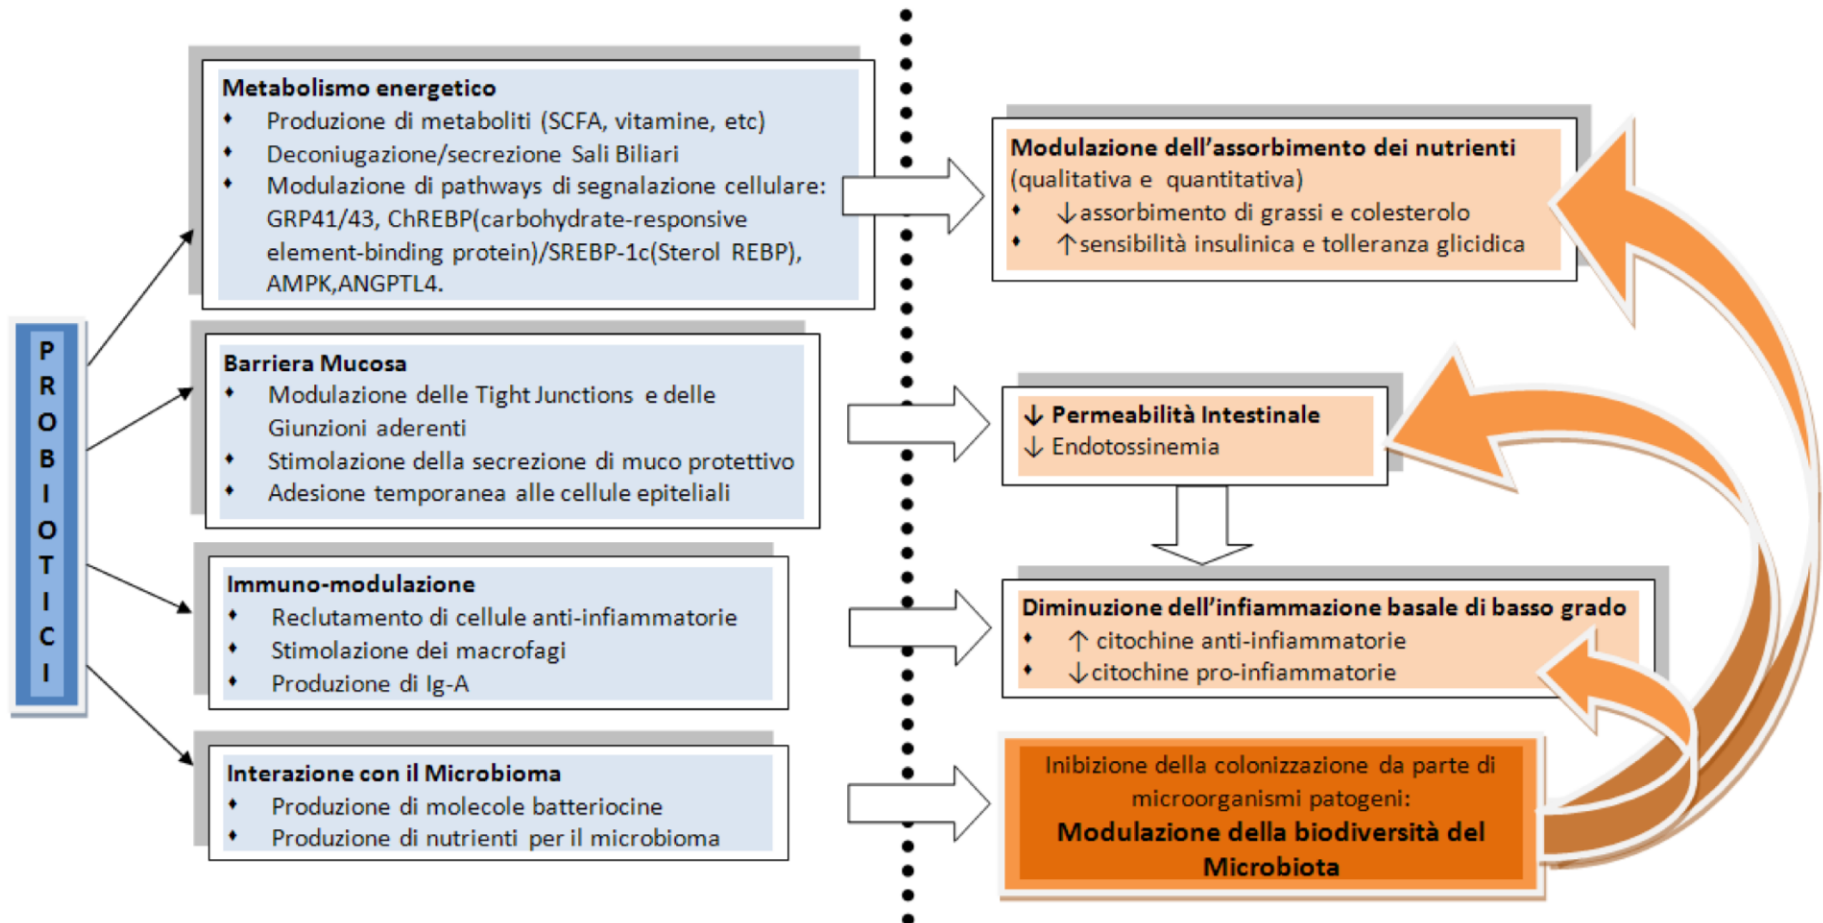 PROBIOTICI
Metabolismo energetico
♦ Produzione di metaboliti (SCFA, vitamine, etc)
♦ Deconiugazione/secrezione Sali Biliari
♦ Modulazione di pathways di segnalazione cellulare:
GRP41/43, ChREBP(carbohydrate-responsive
element-binding protein)/SREBP-1c(Sterol REBP),
AMPK,ANGPTL4.
Barriera Mucosa
♦ Modulazione delle Tight Junctions e delle
Giunzioni aderenti
♦ Stimolazione della secrezione di muco protettivo
♦ Adesione temporanea alle cellule epiteliali
Immuno-modulazione
♦ Reclutamento di cellule anti-infiammatorie
♦ Stimolazione dei macrofagi
♦ Produzione di Ig-A
Interazione con il Microbioma
♦ Produzione di molecole batteriocine
♦ Produzione di nutrienti per il microbioma
Modulazione dell'assorbimento dei nutrienti
(qualitativa e quantitativa)
♦ ↓assorbimento di grassi e colesterolo
♦ ↑sensibilità insulinica e tolleranza glicidica
↓ Permeabilità Intestinale
↓ Endotossinemia
Diminuzione dell'infiammazione basale di basso grado
♦ ↑ citochine anti-infiammatorie
♦ ↓citochine pro-infiammatorie
Inibizione della colonizzazione da parte di
microorganismi patogeni:
Modulazione della biodiversità del
Microbiota